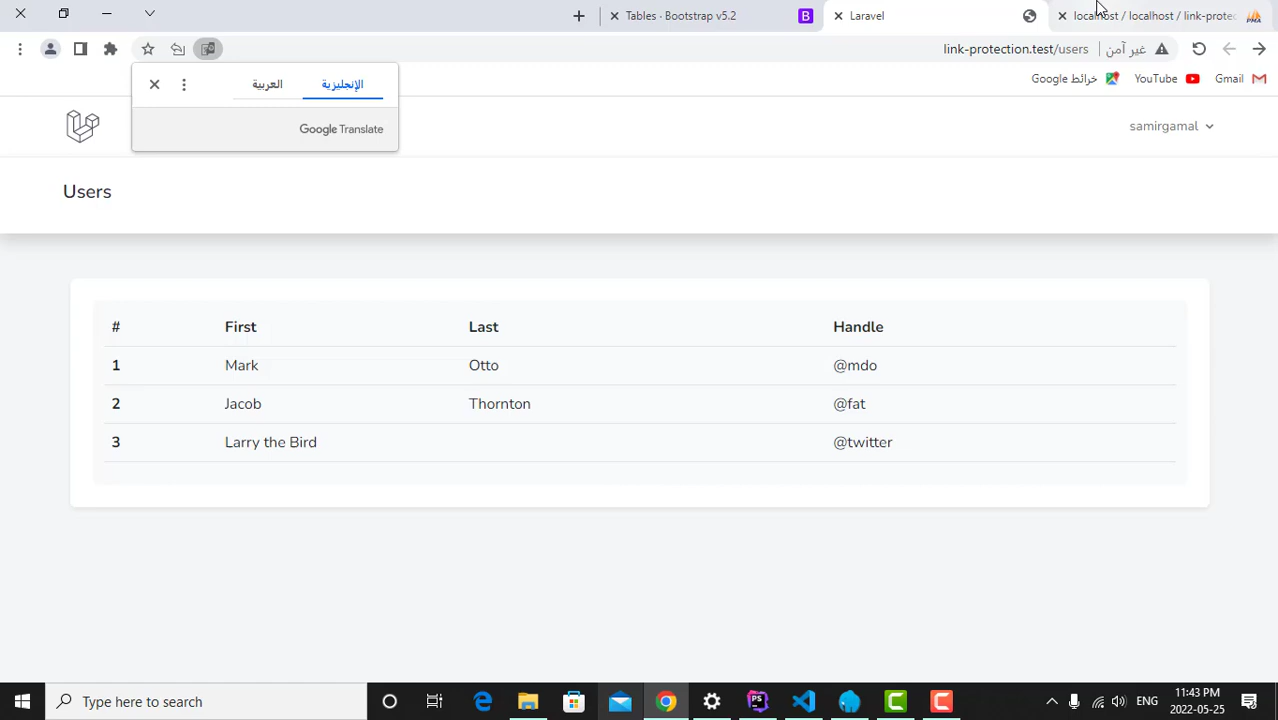 Tables · Bootstrap v5.2
Laravel
localhost / localhost / link-protec
link-protection.test/users
غير آمن
Gmail
YouTube
خرائط Google
الإنجليزية
العربية
Google Translate
samirgamal
Users
# First Last Handle
1 Mark Otto @mdo
2 Jacob Thornton @fat
3 Larry the Bird @twitter
Type here to search
ENG
11:43 PM
2022-05-25